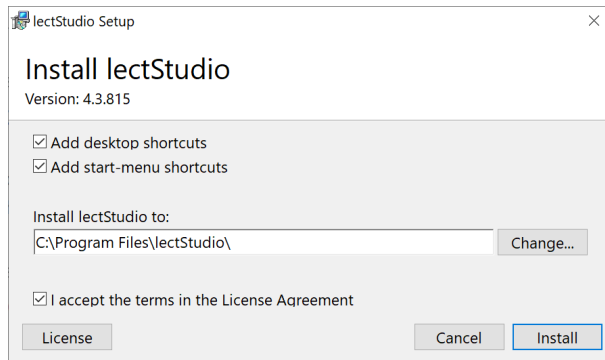 lectStudio Setup
Install lectStudio
Version: 4.3.815
Add desktop shortcuts
Add start-menu shortcuts
Install lectStudio to:
C:\Program Files\lectStudio\
Change...
I accept the terms in the License Agreement
License
Cancel
Install